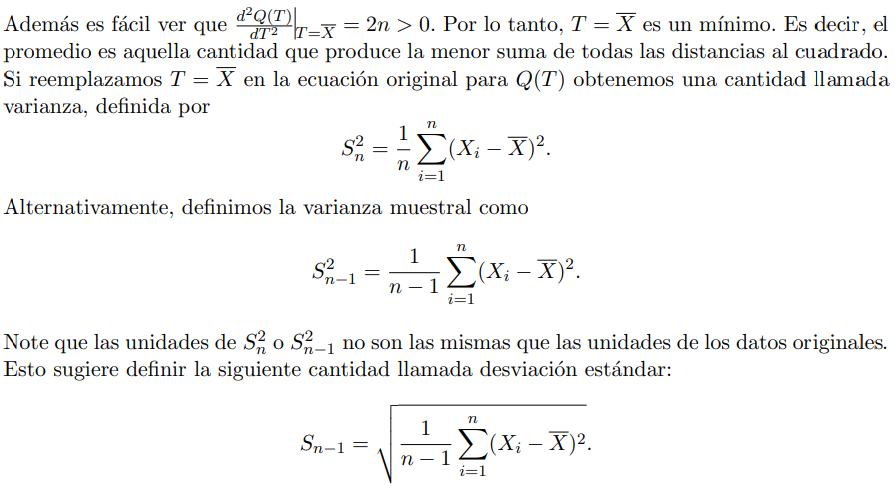 Además es fácil ver que $\left.\frac{d^2Q(T)}{dT^2}\right|_{T=\overline{X}} = 2n > 0$. Por lo tanto, $T = \overline{X}$ es un mínimo. Es decir, el
promedio es aquella cantidad que produce la menor suma de todas las distancias al cuadrado.
Si reemplazamos $T = \overline{X}$ en la ecuación original para $Q(T)$ obtenemos una cantidad llamada
varianza, definida por
$S_n^2 = \frac{1}{n}\sum_{i=1}^{n}(X_i - \overline{X})^2.$
Alternativamente, definimos la varianza muestral como
$S_{n-1}^2 = \frac{1}{n-1}\sum_{i=1}^{n}(X_i - \overline{X})^2.$
Note que las unidades de $S_n^2$ o $S_{n-1}^2$ no son las mismas que las unidades de los datos originales.
Esto sugiere definir la siguiente cantidad llamada desviación estándar:
$S_{n-1} = \sqrt{\frac{1}{n-1}\sum_{i=1}^{n}(X_i - \overline{X})^2}.$